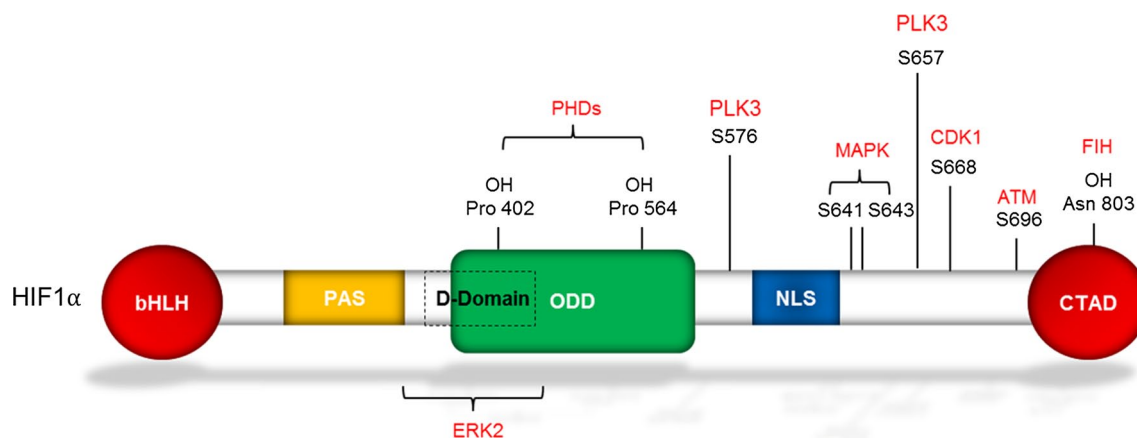 PLK3
S657
PHDs
PLK3
S576
MAPK
CDK1
S668
FIH
OH
Pro 402
OH
Pro 564
S641 S643
ATM
S696
OH
Asn 803
HIF1α
bHLH
PAS
D-Domain
ODD
NLS
CTAD
ERK2